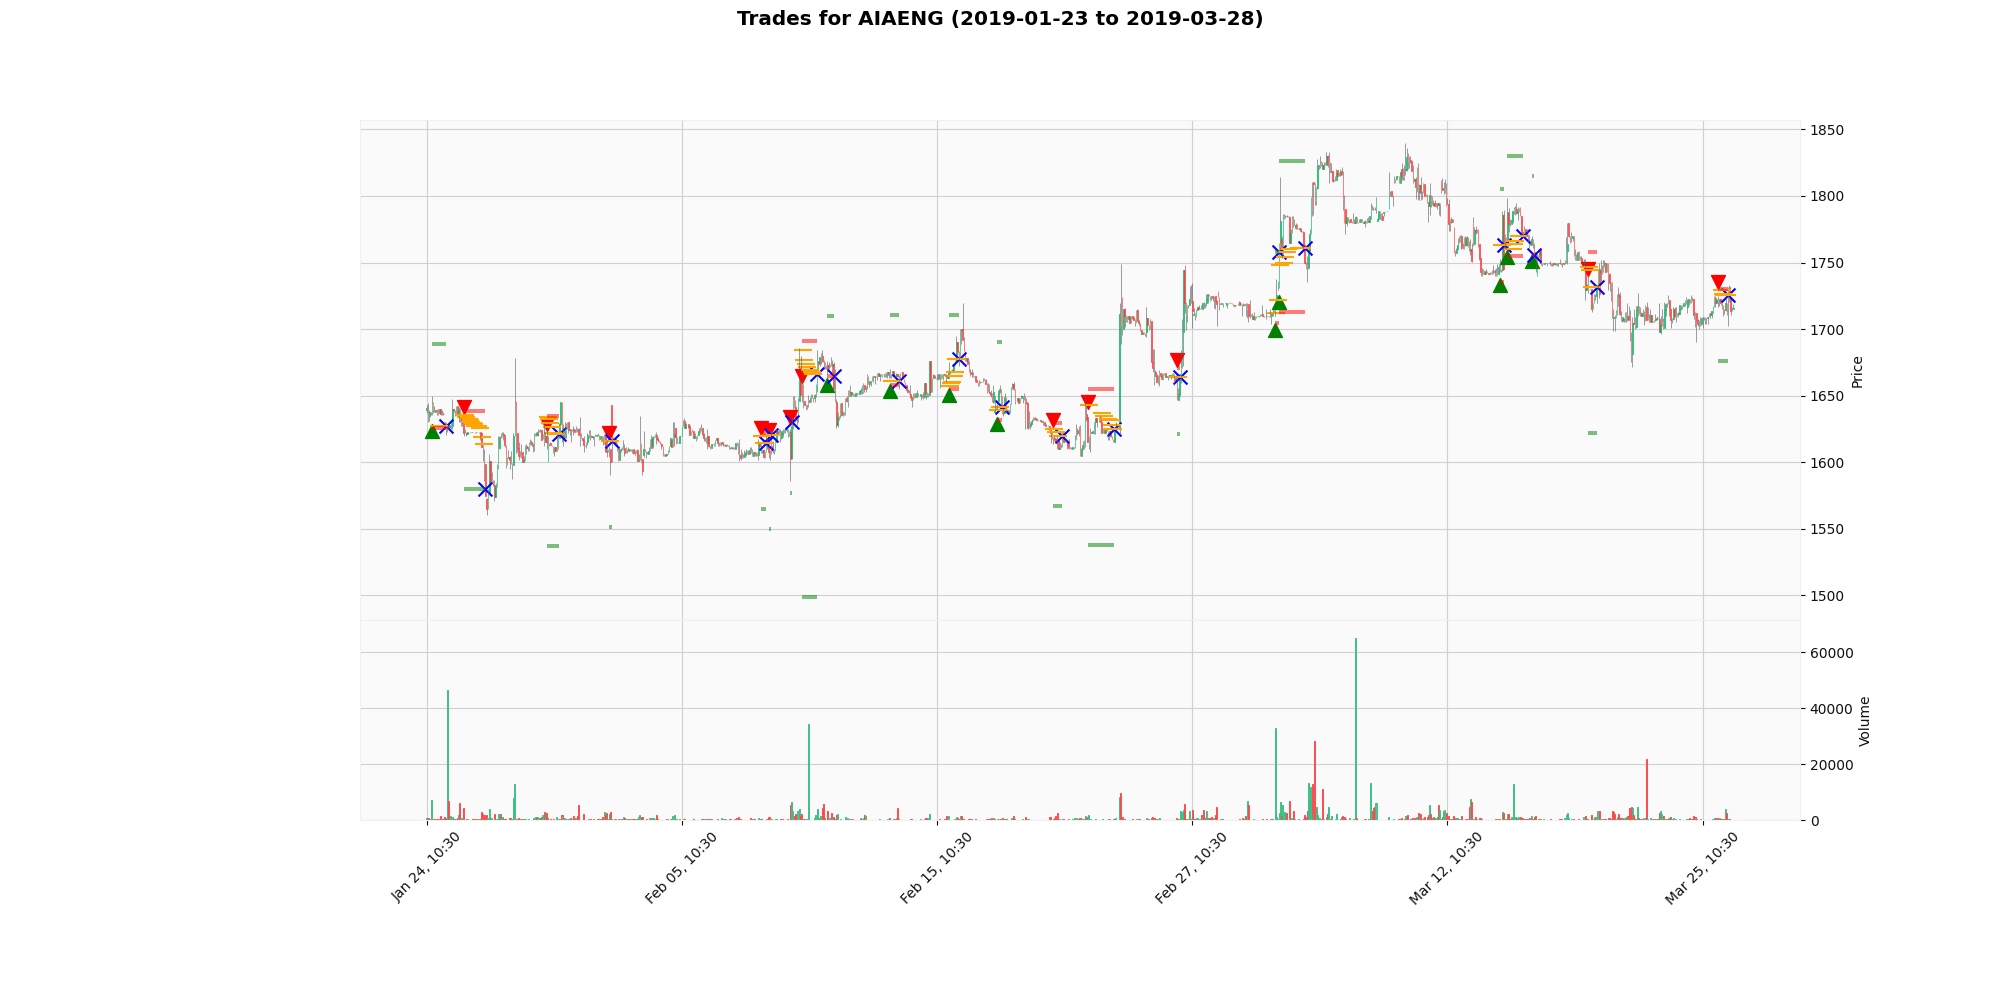 Trades for AIAENG (2019-01-23 to 2019-03-28)
1850
1800
1750
1700
1650
1600
1550
1500
Price
60000
40000
20000
0
Volume
Jan 24, 10:30
Feb 05, 10:30
Feb 15, 10:30
Feb 27, 10:30
Mar 12, 10:30
Mar 25, 10:30